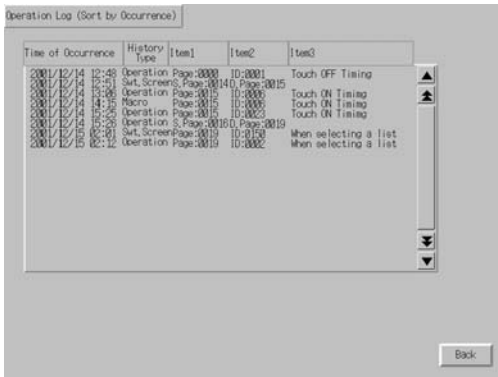 Operation Log (Sort by Occurrence)
Time of Occurrence History Type Item1 Item2 Item3
2001/12/14 12:48 Operation Page:0000 ID:0001 Touch OFF Timing
2001/12/14 12:51 Swt.Screen S.Page:0014 D.Page:0015
2001/12/14 13:06 Operation Page:0015 ID:0006 Touch ON Timimg
2001/12/14 14:15 Macro Page:0015 ID:0006 Touch ON Timimg
2001/12/14 15:25 Operation Page:0015 ID:0023 Touch ON Timimg
2001/12/14 15:28 Operation S.Page:0016 D.Page:0019
2001/12/15 02:01 Swt.Screen Page:0019 ID:0150 When selecting a list
2001/12/15 02:12 Operation Page:0019 ID:0002 When selecting a list
Back